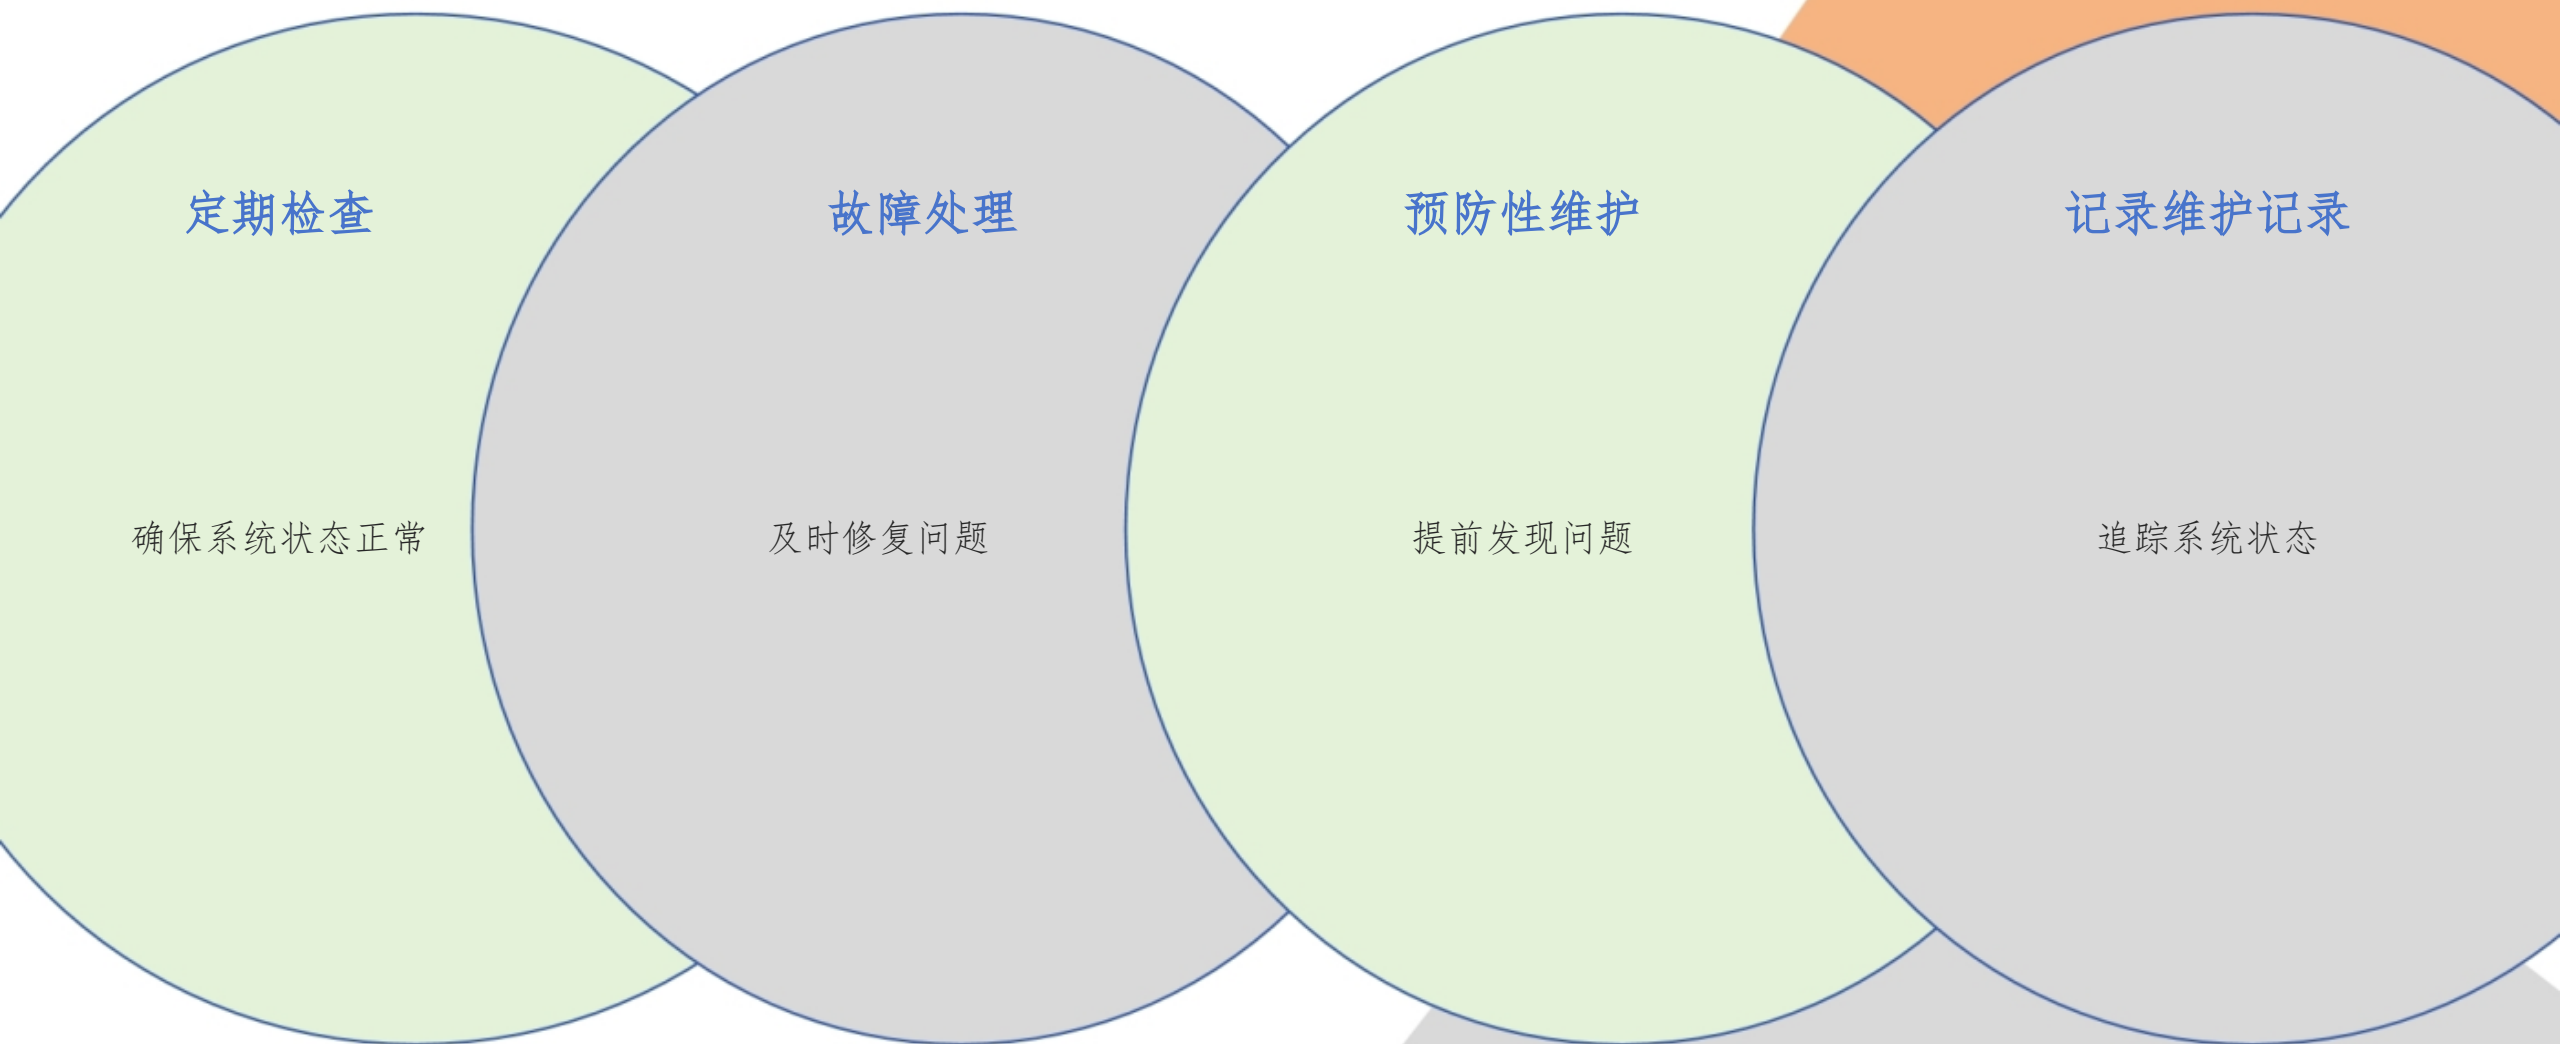 定期检查
故障处理
预防性维护
记录维护记录
确保系统状态正常
及时修复问题
提前发现问题
追踪系统状态